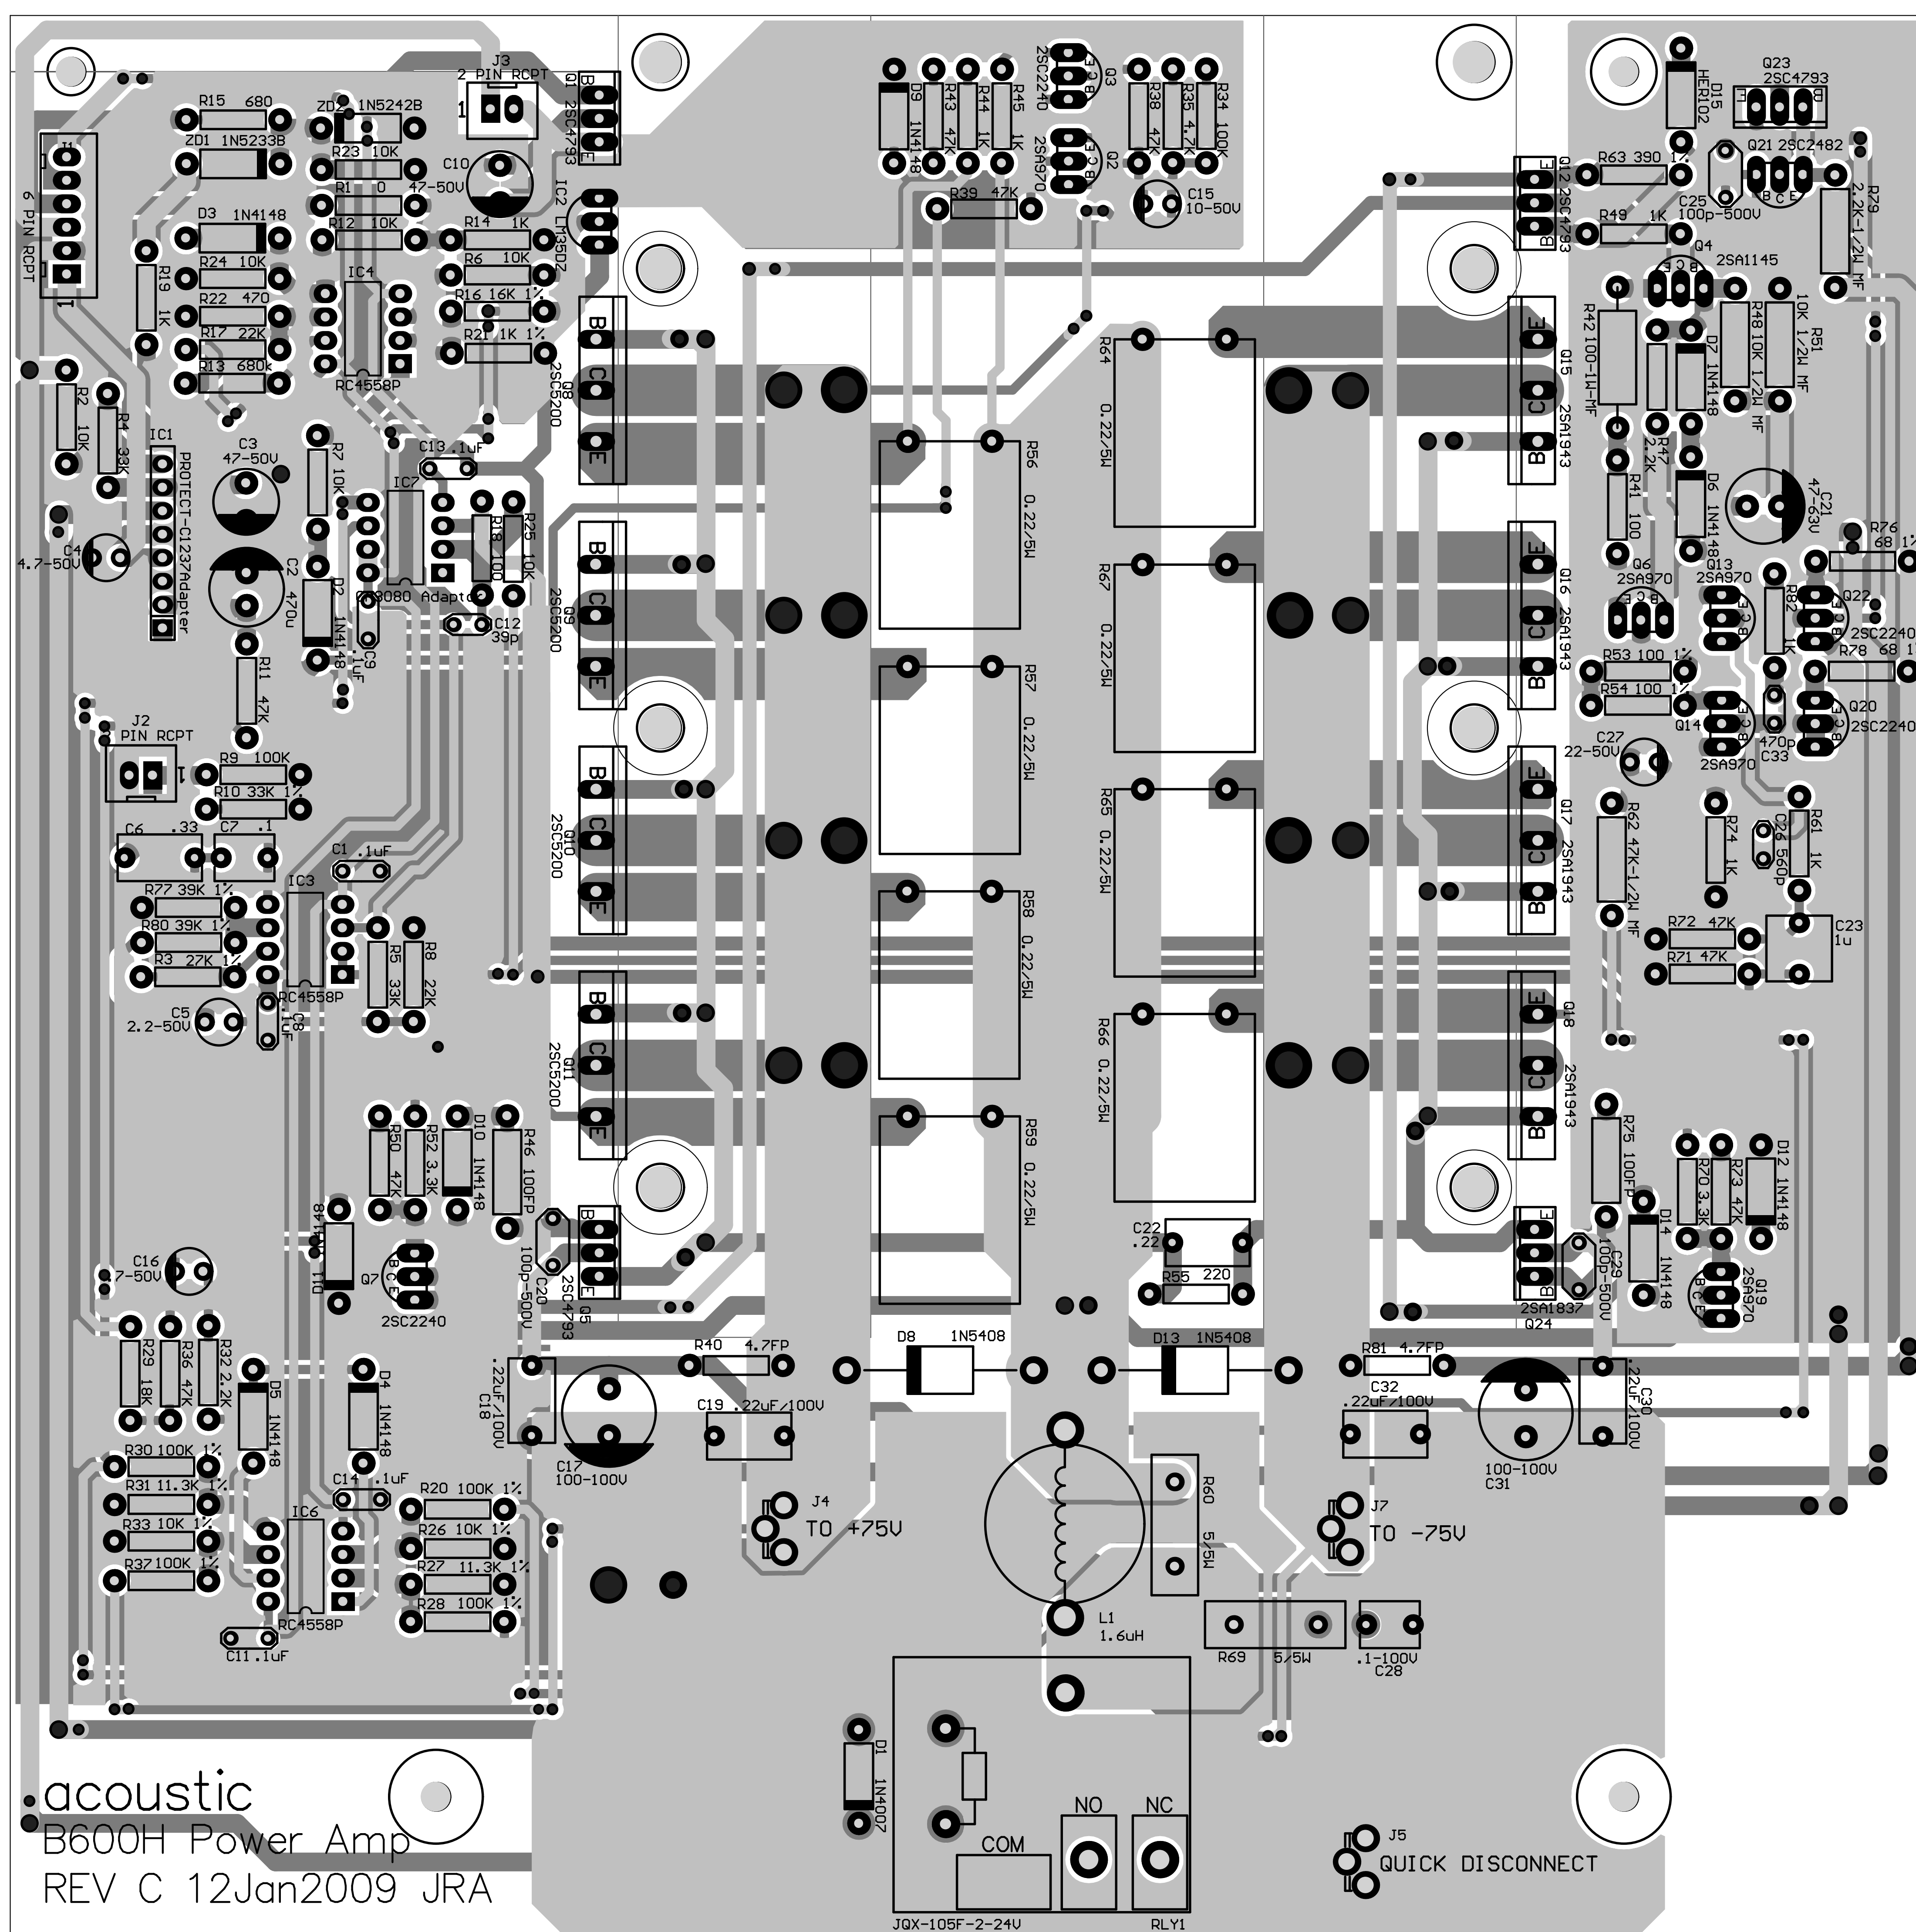 J3
2 PIN RCPT
1
Q1 2SC4793
B
E
R15 680
ZD1 1N5233B
ZD2 1N5242B
R23 10K
R1 0
R12 10K
C10
47-50V
IC2 LM35DZ
J1
6 PIN RCPT
1
D3 1N4148
R24 10K
R22 470
R17 22K
R13 680k
R19 1K
IC4
RC4558P
R14 1K
R6 10K
R16 16K 1%
R21 1K 1%
D9 1N4148
R43 47K
R44 1K
R45 1K
2SC2240 Q3
E C B
2SA970 Q2
E C B
R38 47K
R35 4.7K
R34 100K
R39 47K
C15
10-50V
Q12 2SC4793
E
B
D15 HER102
Q23
2SC4793
E B
R63 390 1%
R49 1K
Q21 2SC2482
B C E
C25
100p-500V
R79
2.2K-1/2W MF
Q4
2SA1145
E C B
R42 100-1W-MF
R47
2.2K
D7 1N4148
R48 10K 1/2W MF
R51
10K 1/2W MF
R41 100
D6 1N4148
C21
47-63V
R76
68 1%
R2 10K
R4 33K
IC1
PROTECT-C1237Adapter
C3
47-50V
C4
4.7-50V
C2 470u
R7 10K
D2 1N4148
C13 .1uF
IC7
R18 100
R25 10K
C12
39p
C9
.1uF
R11 47K
B C E
Q8
2SC5200
B C E
Q9
2SC5200
B C E
Q10
2SC5200
B C E
Q11
2SC5200
R64 0.22/5W
R56 0.22/5W
R67 0.22/5W
R57 0.22/5W
R65 0.22/5W
R58 0.22/5W
R66 0.22/5W
R59 0.22/5W
E C B
Q15 2SA1943
E C B
Q16 2SA1943
E C B
Q17 2SA1943
E C B
Q18 2SA1943
Q6
2SA970
E C B
Q13
2SA970
E C B
R82 1K
Q22
2SC2240
E C B
R53 100 1%
R54 100 1%
R78 68
Q14
2SA970
B C E
470p
C33
Q20
2SC2240
E C B
C27
22-50V
R62 47K-1/2W MF
R74 1K
C26 560p
R61 1K
R72 47K
R71 47K
C23
1u
J2
PIN RCPT
1
R9 100K
R10 33K 1%
C6 .33
C7 .1
C1 .1uF
R77 39K 1%
R80 39K 1%
R3 27K 1%
IC3
RC4558P
R5 33K
R8 22K
C5
2.2-50V
C8
.1uF
R50 47K
R52 3.3K
D10 1N4148
R46 100FP
D11
Q7
2SC2240
B C E
C20
100p-500V
B
E
Q5
2SC4793
C22
.22
R55 220
E
B
2SA1837
Q24
C29
100p-500V
R75 100FP
D14 1N4148
R70 3.3K
R73 47K
D12 1N4148
Q19
2SA970
B C E
C16
R29 18K
R36 47K
R32 2.2K
D5 1N4148
D4 1N4148
R30 100K 1%
R31 11.3K 1%
R33 10K 1%
R37 100K 1%
C14 .1uF
IC6
RC4558P
C11 .1uF
R20 100K 1%
R26 10K 1%
R27 11.3K 1%
R28 100K 1%
C18
.22uF/100V
C17
100-100V
R40 4.7FP
C19 .22uF/100V
D8 1N5408
D13 1N5408
R81 4.7FP
C32
.22uF/100V
100-100V
C31
C30
.22uF/100V
J4
TO +75V
R60 5/5W
J7
TO -75V
L1
1.6uH
R69 5/5W
.1-100V
C28
D1 1N4007
NO NC
COM
JQX-105F-2-24V RLY1
J5
QUICK DISCONNECT
acoustic
B600H Power Amp
REV C 12Jan2009 JRA